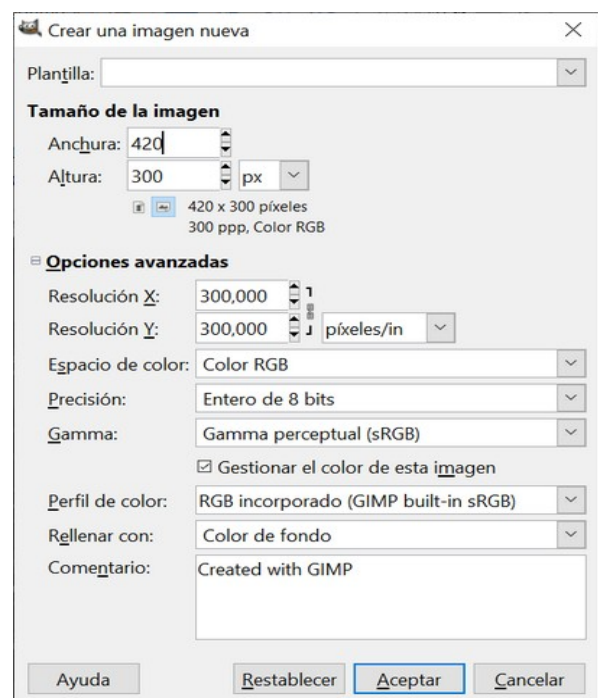 Crear una imagen nueva
Plantilla:
Tamaño de la imagen
Anchura: 420
Altura: 300 px
420 x 300 píxeles
300 ppp, Color RGB
Opciones avanzadas
Resolución X: 300,000
Resolución Y: 300,000 píxeles/in
Espacio de color: Color RGB
Precisión: Entero de 8 bits
Gamma: Gamma perceptual (sRGB)
Gestionar el color de esta imagen
Perfil de color: RGB incorporado (GIMP built-in sRGB)
Rellenar con: Color de fondo
Comentario: Created with GIMP
Ayuda Restablecer Aceptar Cancelar